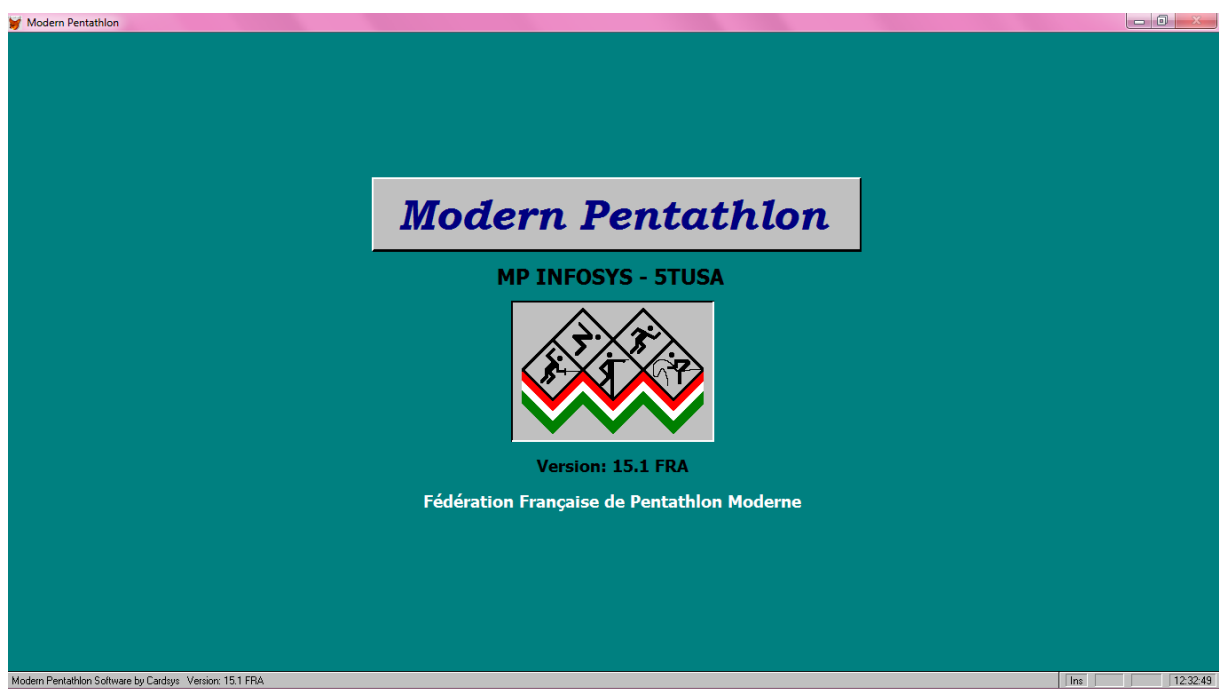 Modern Pentathlon
Modern Pentathlon
MP INFOSYS - 5TUSA
Version: 15.1 FRA
Fédération Française de Pentathlon Moderne
Modern Pentathlon Software by Cardsys Version: 15.1 FRA
Ins
12:32:49